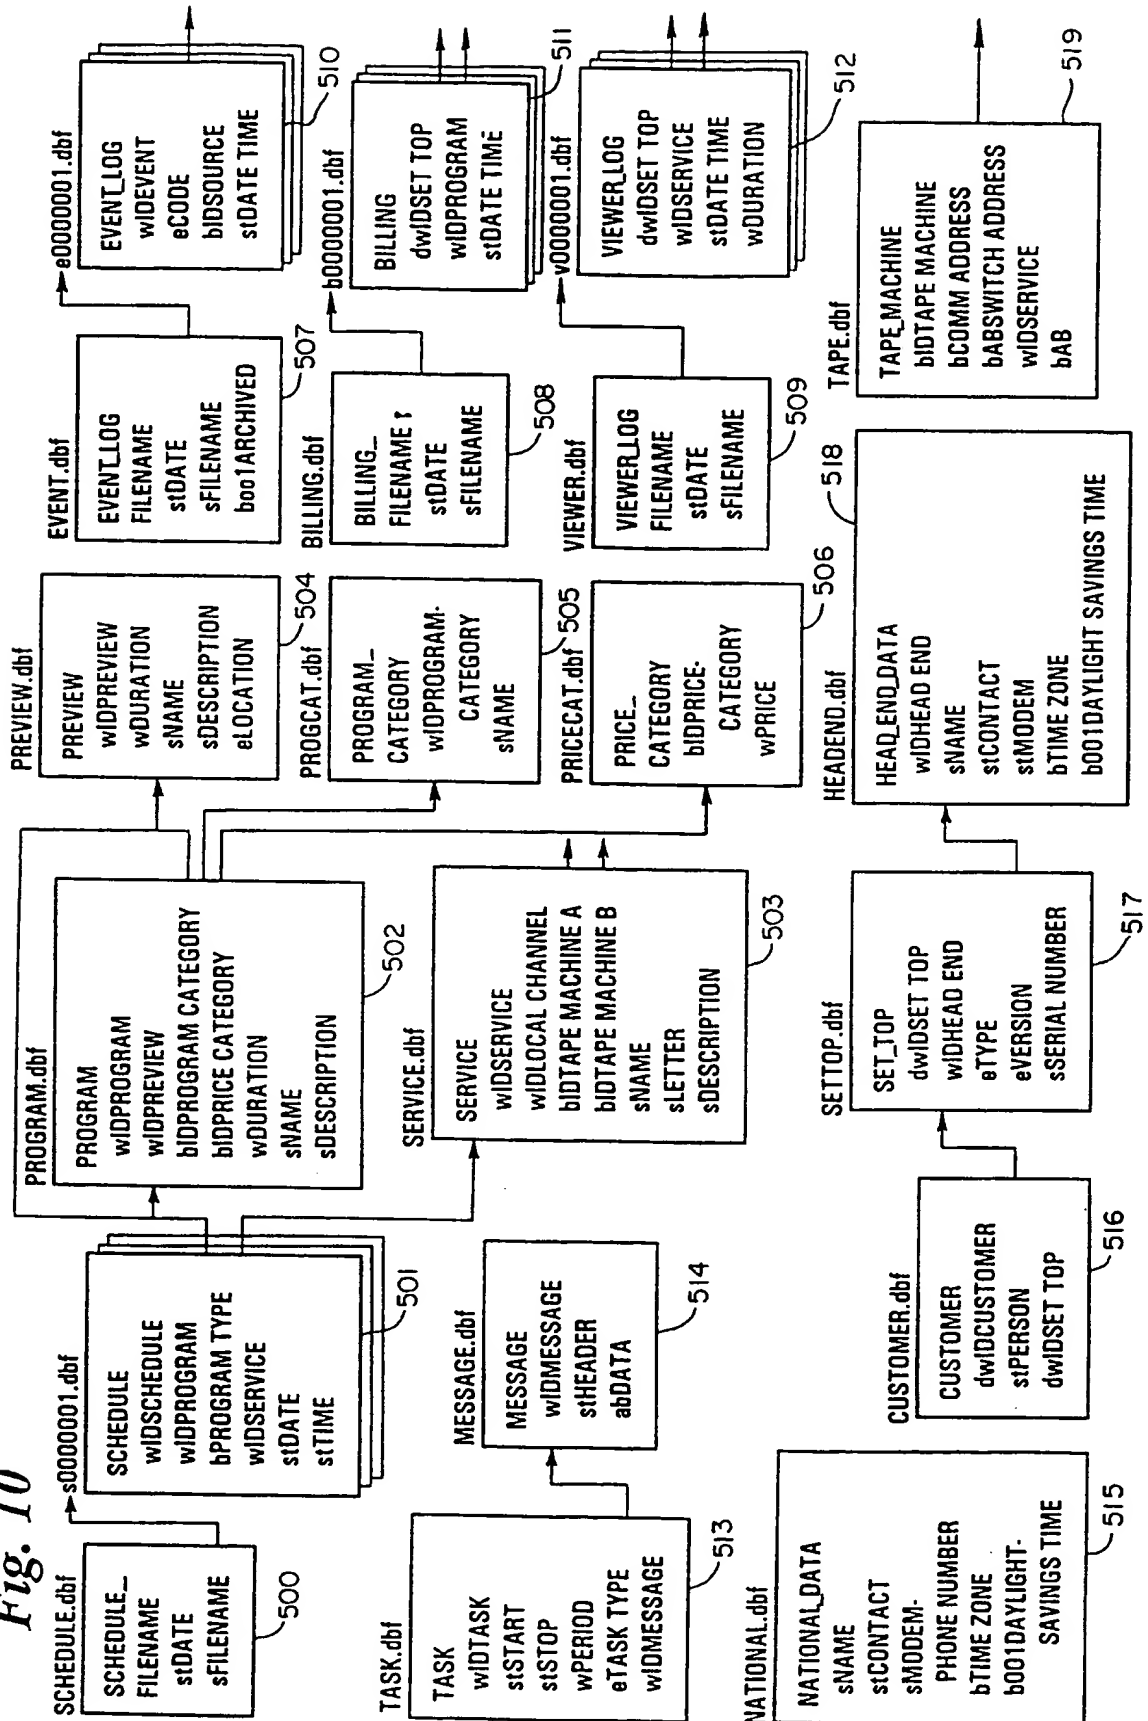 Fig. 10
SCHEDULE.dbf
SCHEDULE_
FILENAME
stDATE
sFILENAME
500
s0000001.dbf
SCHEDULE
wIDSCHEDULE
wIDPROGRAM
bPROGRAM TYPE
wIDSERVICE
stDATE
stTIME
501
PROGRAM.dbf
PROGRAM
wIDPROGRAM
wIDPREVIEW
bIDPROGRAM CATEGORY
bIDPRICE CATEGORY
wDURATION
sNAME
sDESCRIPTION
502
SERVICE.dbf
SERVICE
wIDSERVICE
wIDLOCAL CHANNEL
bIDTAPE MACHINE A
bIDTAPE MACHINE B
sNAME
sLETTER
sDESCRIPTION
503
PREVIEW.dbf
PREVIEW
wIDPREVIEW
wDURATION
sNAME
sDESCRIPTION
eLOCATION
504
PROGCAT.dbf
PROGRAM_
CATEGORY
wIDPROGRAM-
CATEGORY
sNAME
505
PRICECAT.dbf
PRICE_
CATEGORY
bIDPRICE-
CATEGORY
wPRICE
506
EVENT.dbf
EVENT_LOG
FILENAME
stDATE
sFILENAME
boo1ARCHIVED
507
BILLING.dbf
BILLING_
FILENAME
stDATE
sFILENAME
508
VIEWER.dbf
VIEWER_LOG
FILENAME
stDATE
sFILENAME
509
e0000001.dbf
EVENT_LOG
wIDEVENT
eCODE
bIDSOURCE
stDATE TIME
510
b0000001.dbf
BILLING
dwIDSET TOP
wIDPROGRAM
stDATE TIME
511
v0000001.dbf
VIEWER_LOG
dwIDSET TOP
wIDSERVICE
stDATE TIME
wDURATION
512
TASK.dbf
TASK
wIDTASK
stSTART
stSTOP
wPERIOD
eTASK TYPE
wIDMESSAGE
513
MESSAGE.dbf
MESSAGE
wIDMESSAGE
stHEADER
abDATA
514
NATIONAL.dbf
NATIONAL_DATA
sNAME
stCONTACT
sMODEM-
PHONE NUMBER
bTIME ZONE
b001DAYLIGHT-
SAVINGS TIME
515
CUSTOMER.dbf
CUSTOMER
dwIDCUSTOMER
stPERSON
dwIDSET TOP
516
SETTOP.dbf
SET_TOP
dwIDSET TOP
wIDHEAD END
eTYPE
eVERSION
sSERIAL NUMBER
517
HEADEND.dbf
HEAD_END_DATA
wIDHEAD END
sNAME
stCONTACT
stMODEM
bTIME ZONE
b001DAYLIGHT SAVINGS TIME
518
TAPE.dbf
TAPE_MACHINE
bIDTAPE MACHINE
bCOMM ADDRESS
bABSWITCH ADDRESS
wIDSERVICE
bAB
519